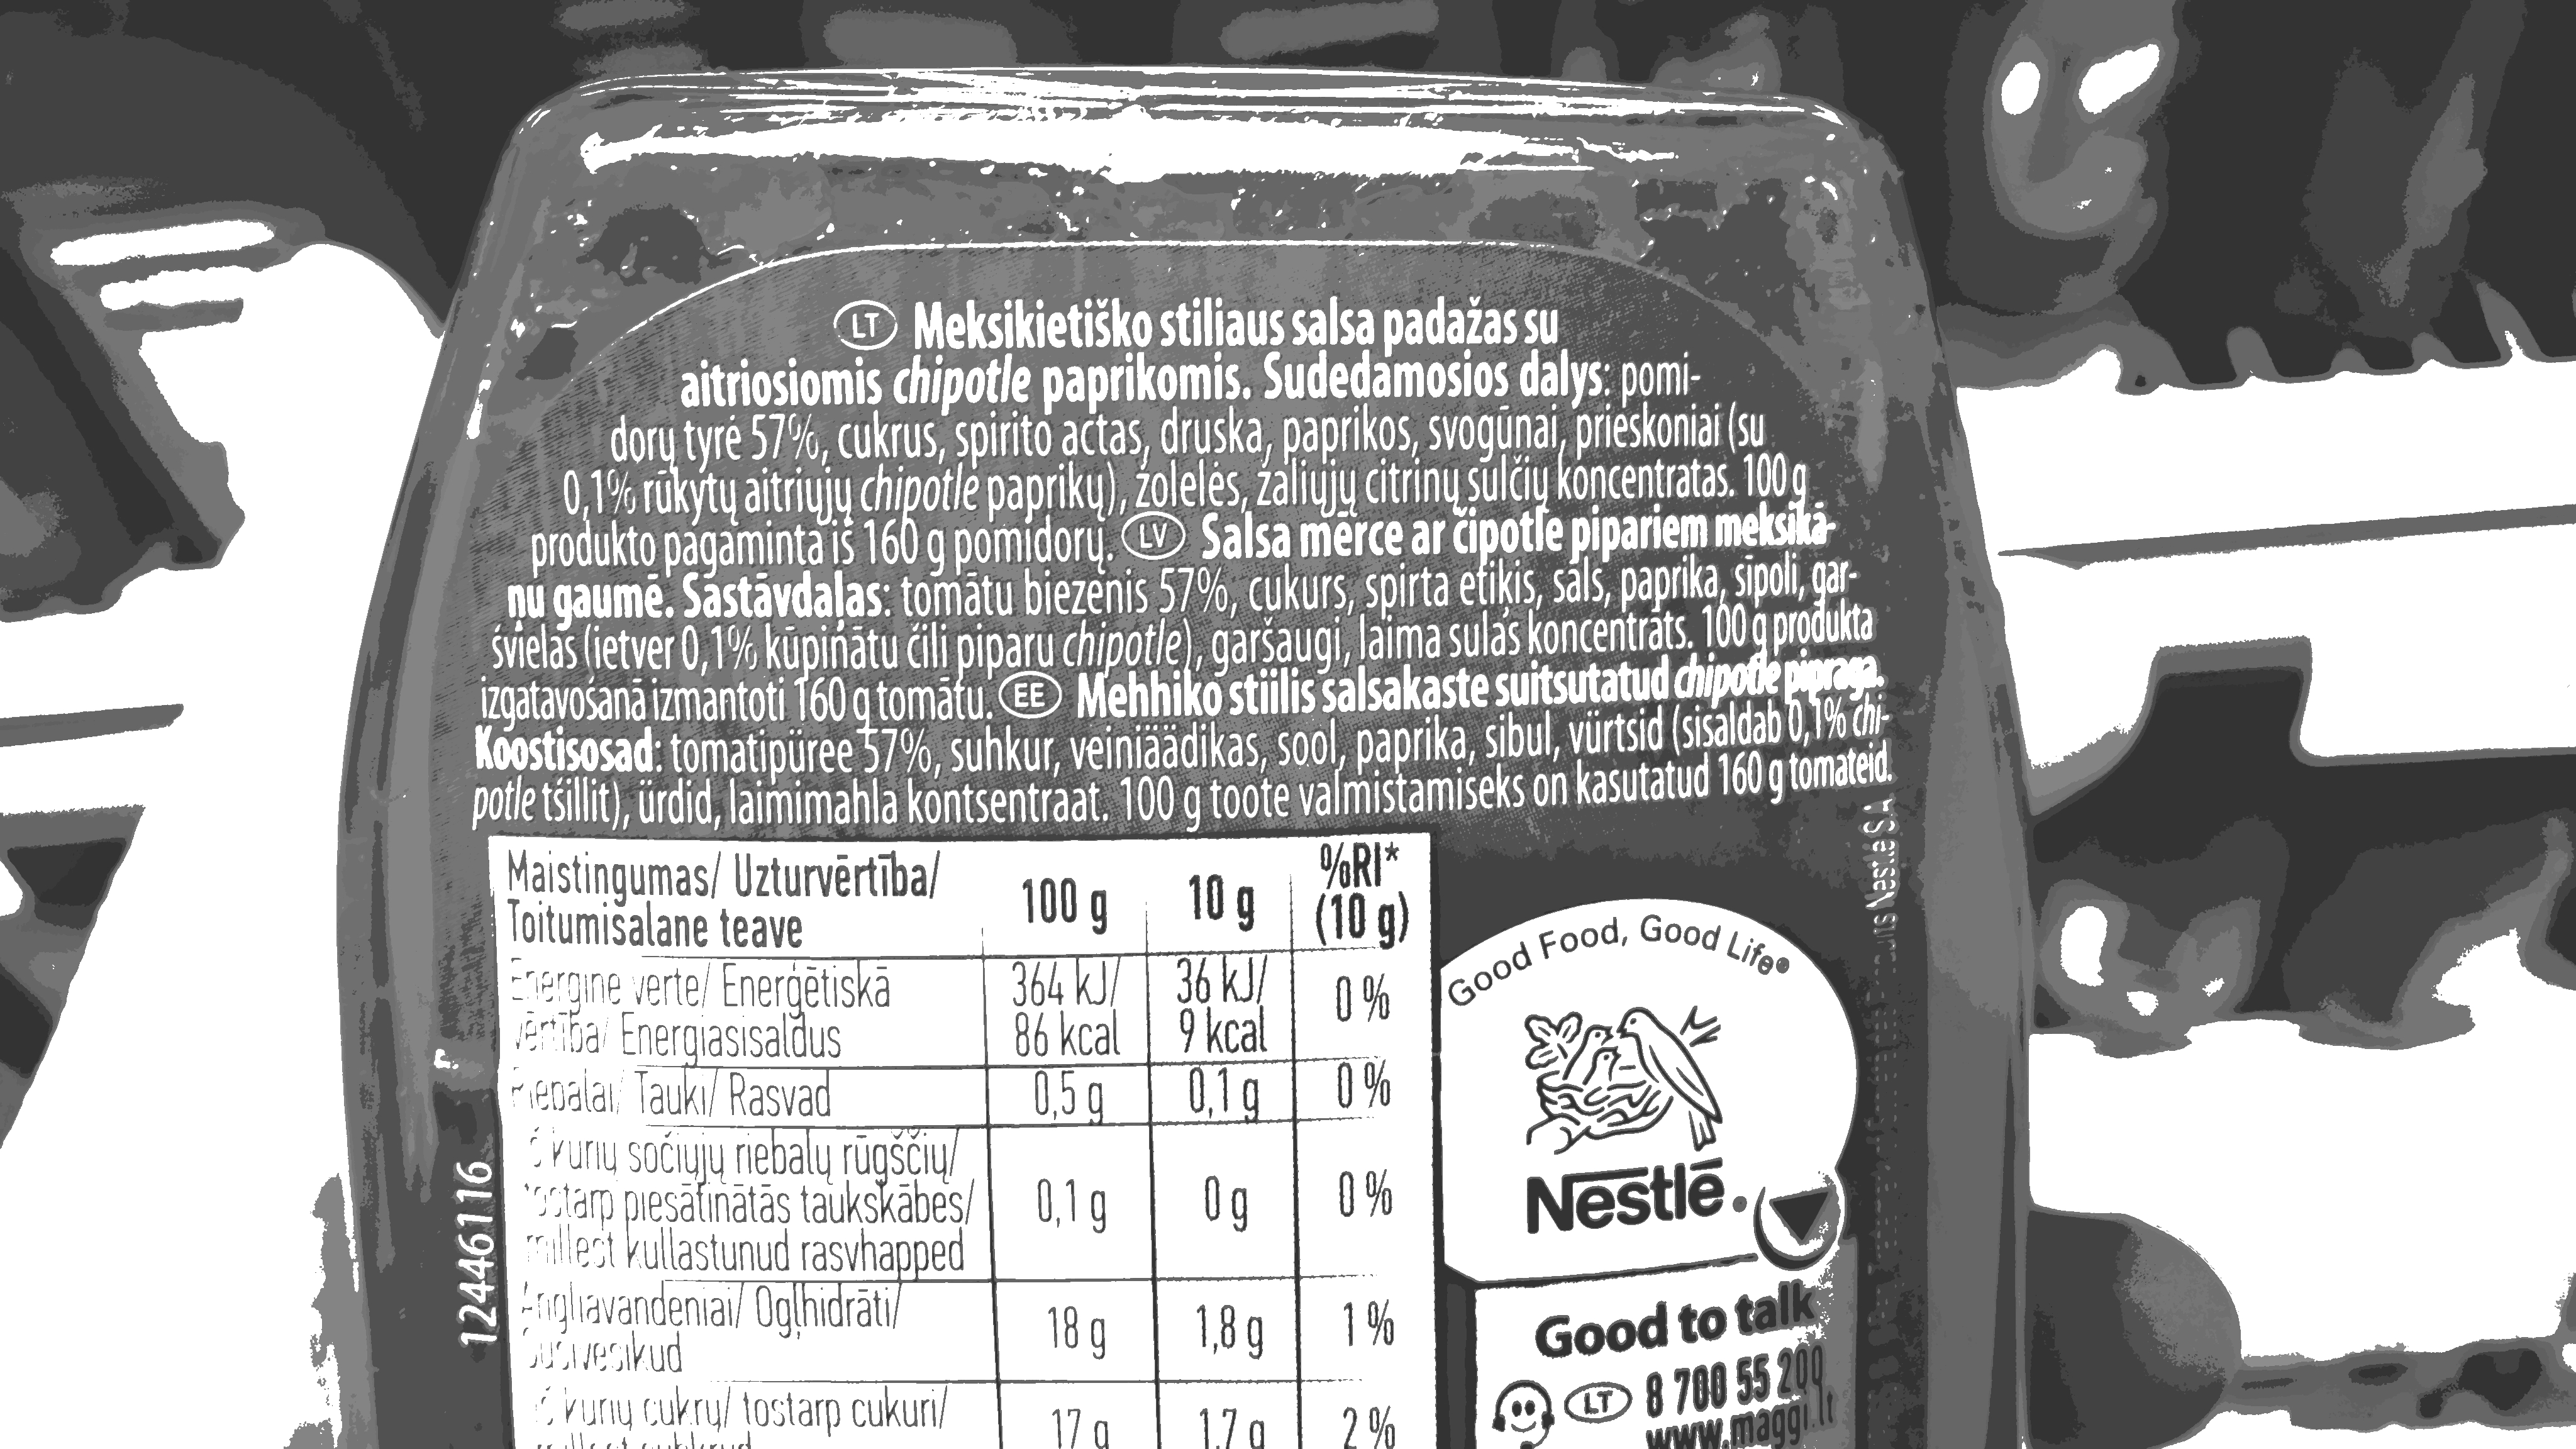 LT Meksikietiško stiliaus salsa padažas su
aitriosiomis chipotle paprikomis. Sudedamosios dalys: pomi-
dorų tyrė 57%, cukrus, spirito actas, druska, paprikos, svogūnai, prieskoniai (su
0,1% rūkytų aitriųjų chipotle paprikų), žolelės, žaliųjų citrinų sulčių koncentratas. 100 g
produkto pagaminta iš 160 g pomidorų. LV Salsa mērce ar čipotle pipariem meksikā-
ņu gaumē. Sastāvdaļas: tomātu biezenis 57%, cukurs, spirta etiķis, sāls, paprika, sīpoli, gar-
švielas (ietver 0,1% kūpinātu čili piparu chipotle), garšaugi, laima sulas koncentrāts. 100 g produkta
izgatavošanā izmantoti 160 g tomātu. EE Mehhiko stiilis salsakaste suitsutatud chipotle pipraga.
Koostisosad: tomatipüree 57%, suhkur, veiniäädikas, sool, paprika, sibul, vürtsid (sisaldab 0,1% chi-
potle tšillit), ürdid, laimimahla kontsentraat. 100 g toote valmistamiseks on kasutatud 160 g tomateid.
Maistingumas/ Uzturvērtība/
Toitumisalane teave
100 g 10 g %RI*
(10 g)
Energinė vertė/ Enerģētiskā
vērtība/ Energiasisaldus
364 kJ/ 36 kJ/ 0 %
86 kcal 9 kcal
Riebalai/ Tauki/ Rasvad 0,5 g 0,1 g 0 %
iš kurių sočiųjų riebalų rūgščių/
tostarp piesātinātās taukskābes/
millest küllastunud rasvhapped
0,1 g 0 g 0 %
Angliavandeniai/ Ogļhidrāti/
Süsivesikud
18 g 1,8 g 1 %
iš kurių cukrų/ tostarp cukuri/
17 g 1,7 g 2 %
12446116
Good Food, Good Life®
Nestlé.
Good to talk
LT 8 700 55 200
www.maggi.lt